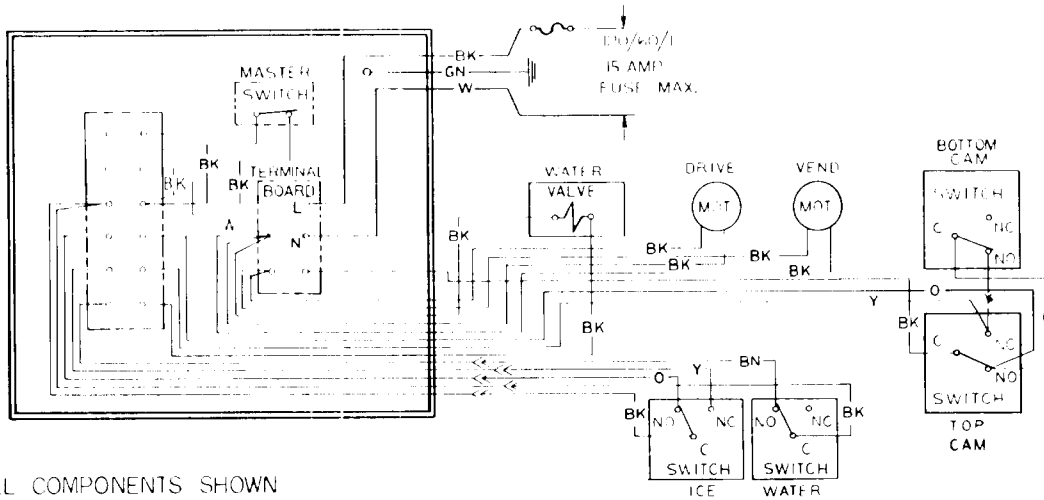 BK
GN
W
120/60/1
15 AMP
FUSE MAX.
MASTER
SWITCH
TERMINAL
BOARD
BK
BK
BK
L
A
N
WATER
VALVE
DRIVE
MOT
VEND
MOT
BOTTOM
CAM
SWITCH
C
NC
NO
BK
BK
BK
BK
BK
Y
O
BK
BK
C
NC
NO
SWITCH
TOP
CAM
O
Y
BN
BK
NO
NC
C
SWITCH
ICE
NO
NC
BK
C
SWITCH
WATER
COMPONENTS SHOWN